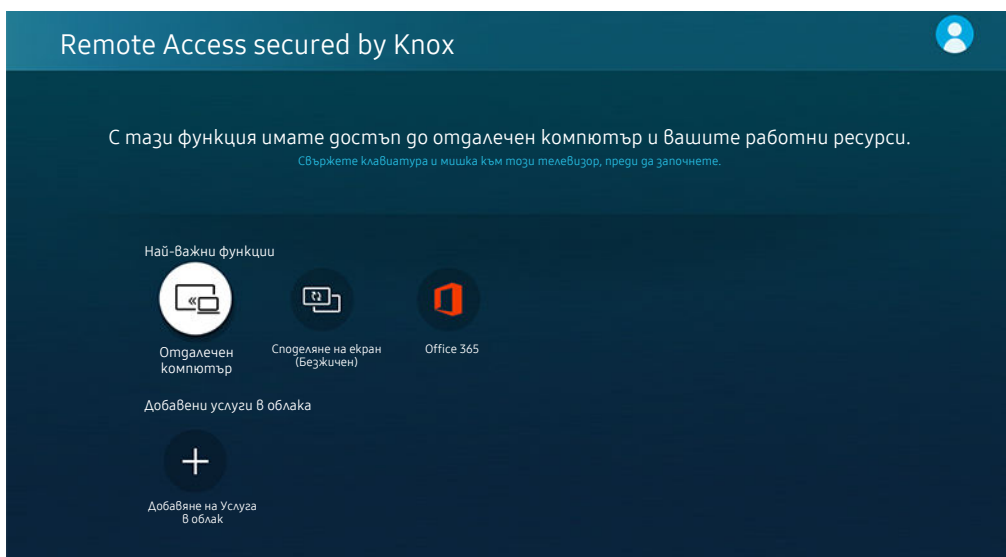 Remote Access secured by Knox
С тази функция имате достъп до отдалечен компютър и вашите работни ресурси.
Свържете клавиатура и мишка към този телевизор, преди да започнете.
Най-важни функции
Отдалечен
компютър
Споделяне на екран
(Безжичен)
Office 365
Добавени услуги в облака
Добавяне на Услуга
в облак